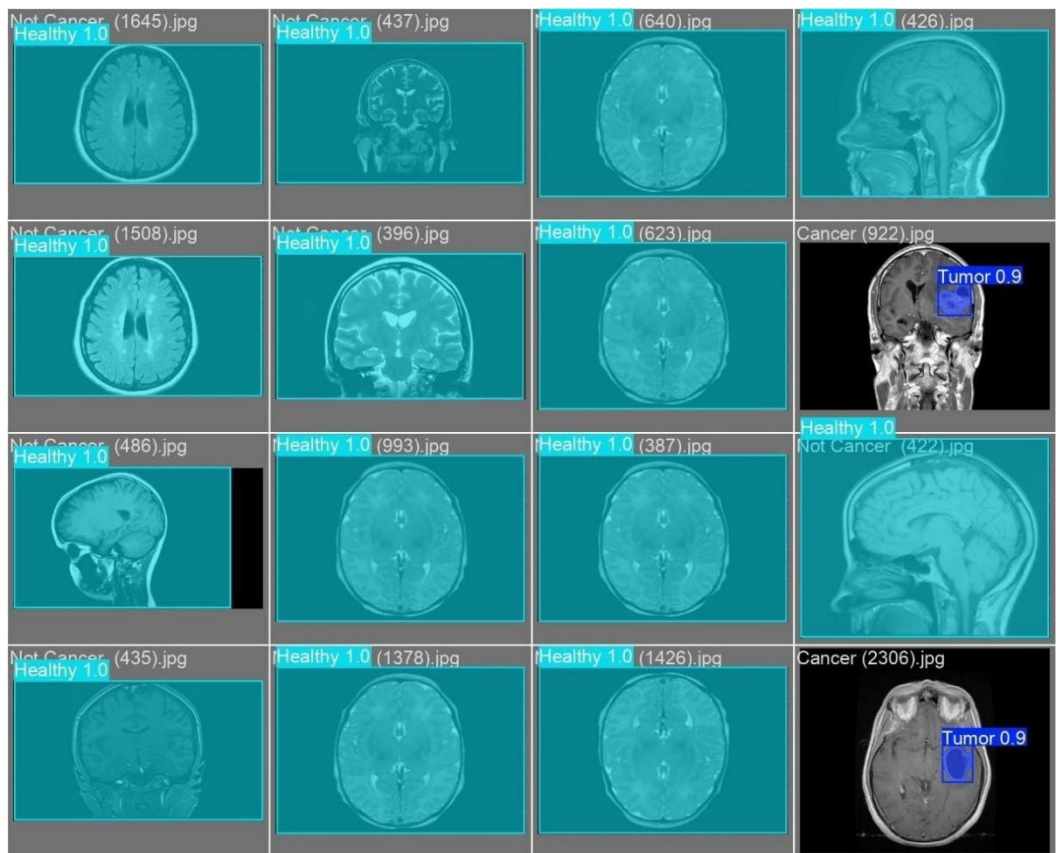 Not Cancer (1645).jpg
Healthy 1.0
Not Cancer (437).jpg
Healthy 1.0
(640).jpg
Healthy 1.0
(426).jpg
Healthy 1.0
Not Cancer (1508).jpg
Healthy 1.0
Not Cancer (396).jpg
Healthy 1.0
(623).jpg
Healthy 1.0
Cancer (922).jpg
Tumor 0.9
Not Cancer (486).jpg
Healthy 1.0
(993).jpg
Healthy 1.0
(387).jpg
Healthy 1.0
Healthy 1.0
Not Cancer (422).jpg
Not Cancer (435).jpg
Healthy 1.0
(1378).jpg
Healthy 1.0
(1426).jpg
Healthy 1.0
Cancer (2306).jpg
Tumor 0.9